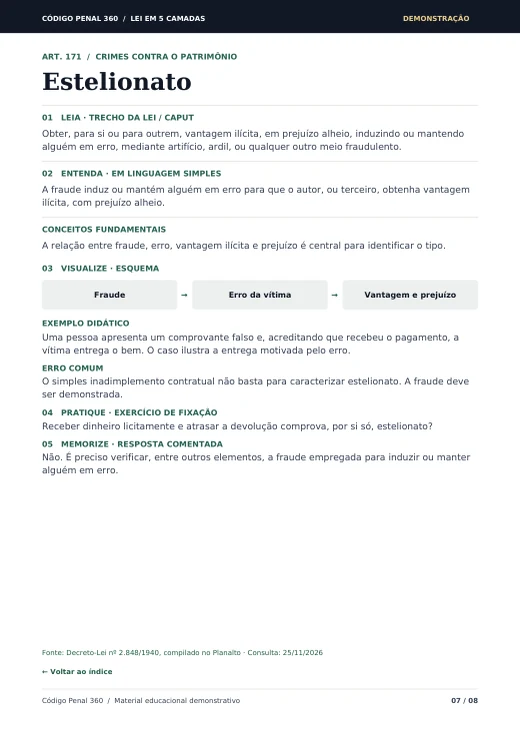 CÓDIGO PENAL 360 / LEI EM 5 CAMADAS
DEMONSTRAÇÃO
ART. 171 / CRIMES CONTRA O PATRIMÔNIO
Estelionato
01 LEIA · TRECHO DA LEI / CAPUT
Obter, para si ou para outrem, vantagem ilícita, em prejuízo alheio, induzindo ou mantendo
alguém em erro, mediante artifício, ardil, ou qualquer outro meio fraudulento.
02 ENTENDA · EM LINGUAGEM SIMPLES
A fraude induz ou mantém alguém em erro para que o autor, ou terceiro, obtenha vantagem
ilícita, com prejuízo alheio.
CONCEITOS FUNDAMENTAIS
A relação entre fraude, erro, vantagem ilícita e prejuízo é central para identificar o tipo.
03 VISUALIZE · ESQUEMA
Fraude → Erro da vítima → Vantagem e prejuízo
EXEMPLO DIDÁTICO
Uma pessoa apresenta um comprovante falso e, acreditando que recebeu o pagamento, a
vítima entrega o bem. O caso ilustra a entrega motivada pelo erro.
ERRO COMUM
O simples inadimplemento contratual não basta para caracterizar estelionato. A fraude deve
ser demonstrada.
04 PRATIQUE · EXERCÍCIO DE FIXAÇÃO
Receber dinheiro licitamente e atrasar a devolução comprova, por si só, estelionato?
05 MEMORIZE · RESPOSTA COMENTADA
Não. É preciso verificar, entre outros elementos, a fraude empregada para induzir ou manter
alguém em erro.
Fonte: Decreto-Lei nº 2.848/1940, compilado no Planalto · Consulta: 25/11/2026
← Voltar ao índice
Código Penal 360 / Material educacional demonstrativo
07 / 08